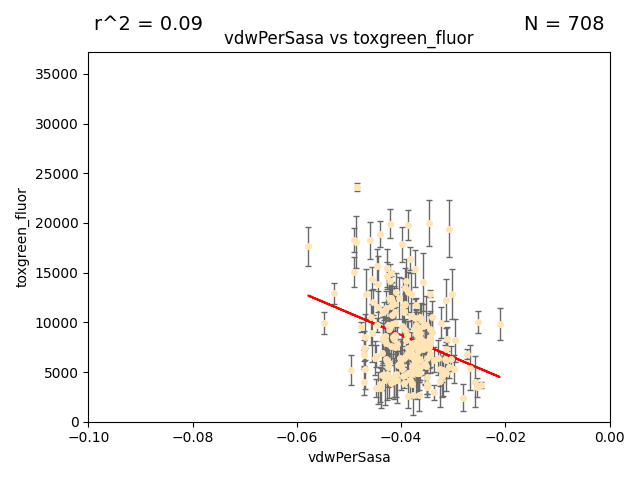 r^2 = 0.09
N = 708
vdwPerSasa vs toxgreen_fluor
35000
30000
25000
20000
15000
10000
5000
0
toxgreen_fluor
−0.10
−0.08
−0.06
−0.04
−0.02
0.00
vdwPerSasa